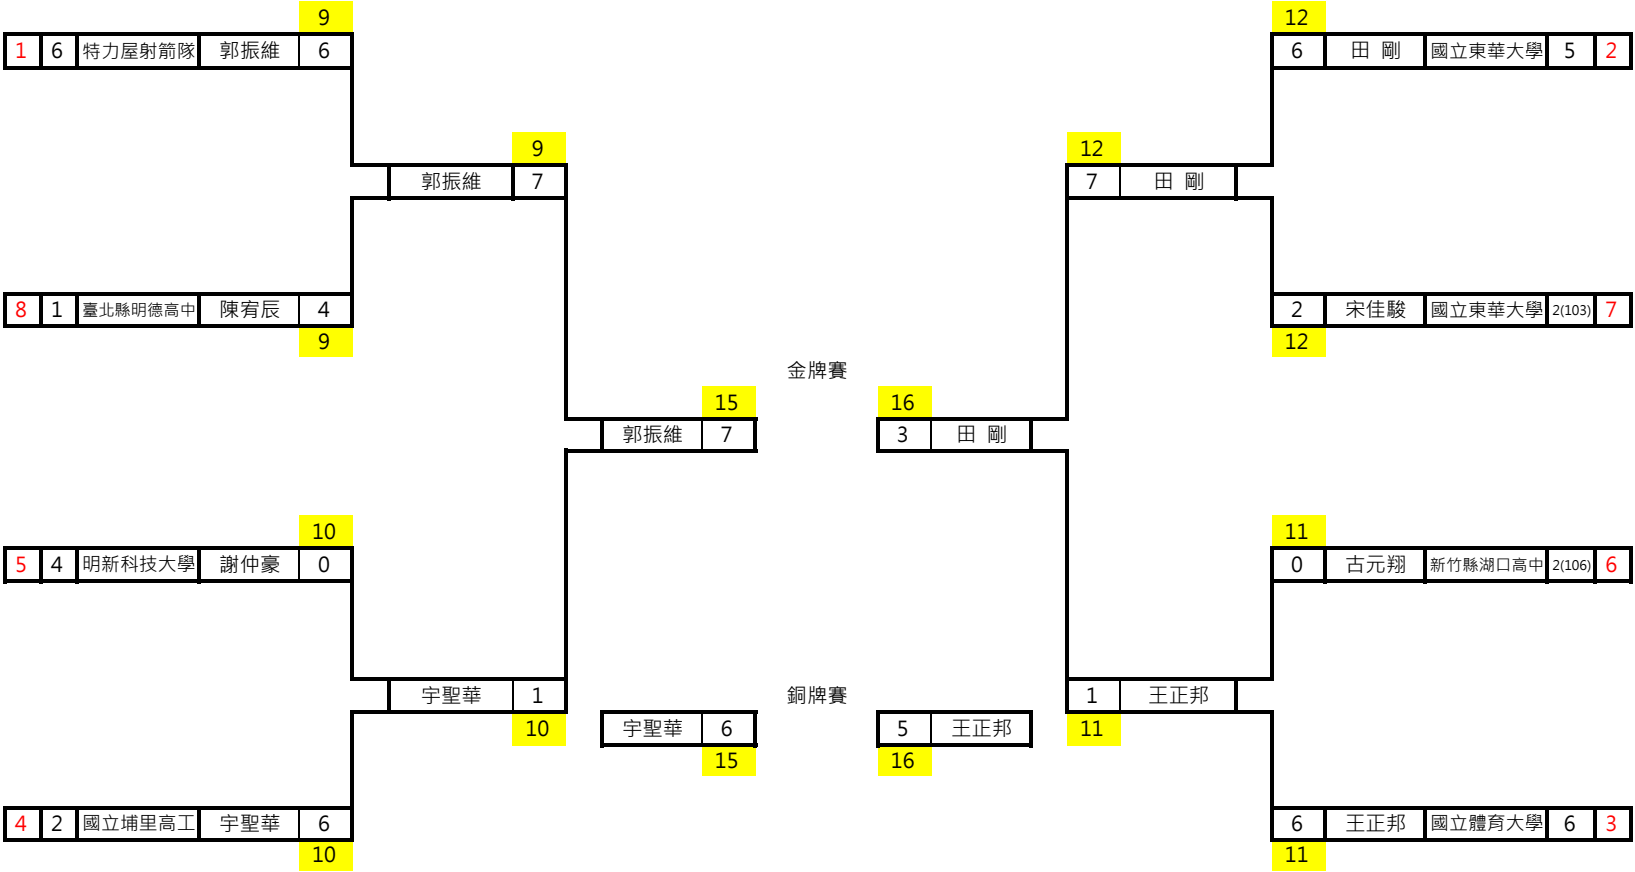 9
12
1 6 特力屋射箭隊 郭振維 6
6 田 剛 國立東華大學 5 2
9
12
郭振維 7
7 田 剛
8 1 臺北縣明德高中 陳宥辰 4
2 宋佳駿 國立東華大學 2(103) 7
9
12
金牌賽
15
16
郭振維 7
3 田 剛
10
11
5 4 明新科技大學 謝仲豪 0
0 古元翔 新竹縣湖口高中 2(106) 6
宇聖華 1
銅牌賽
1 王正邦
10
宇聖華 6
5 王正邦
11
15
16
4 2 國立埔里高工 宇聖華 6
6 王正邦 國立體育大學 6 3
10
11